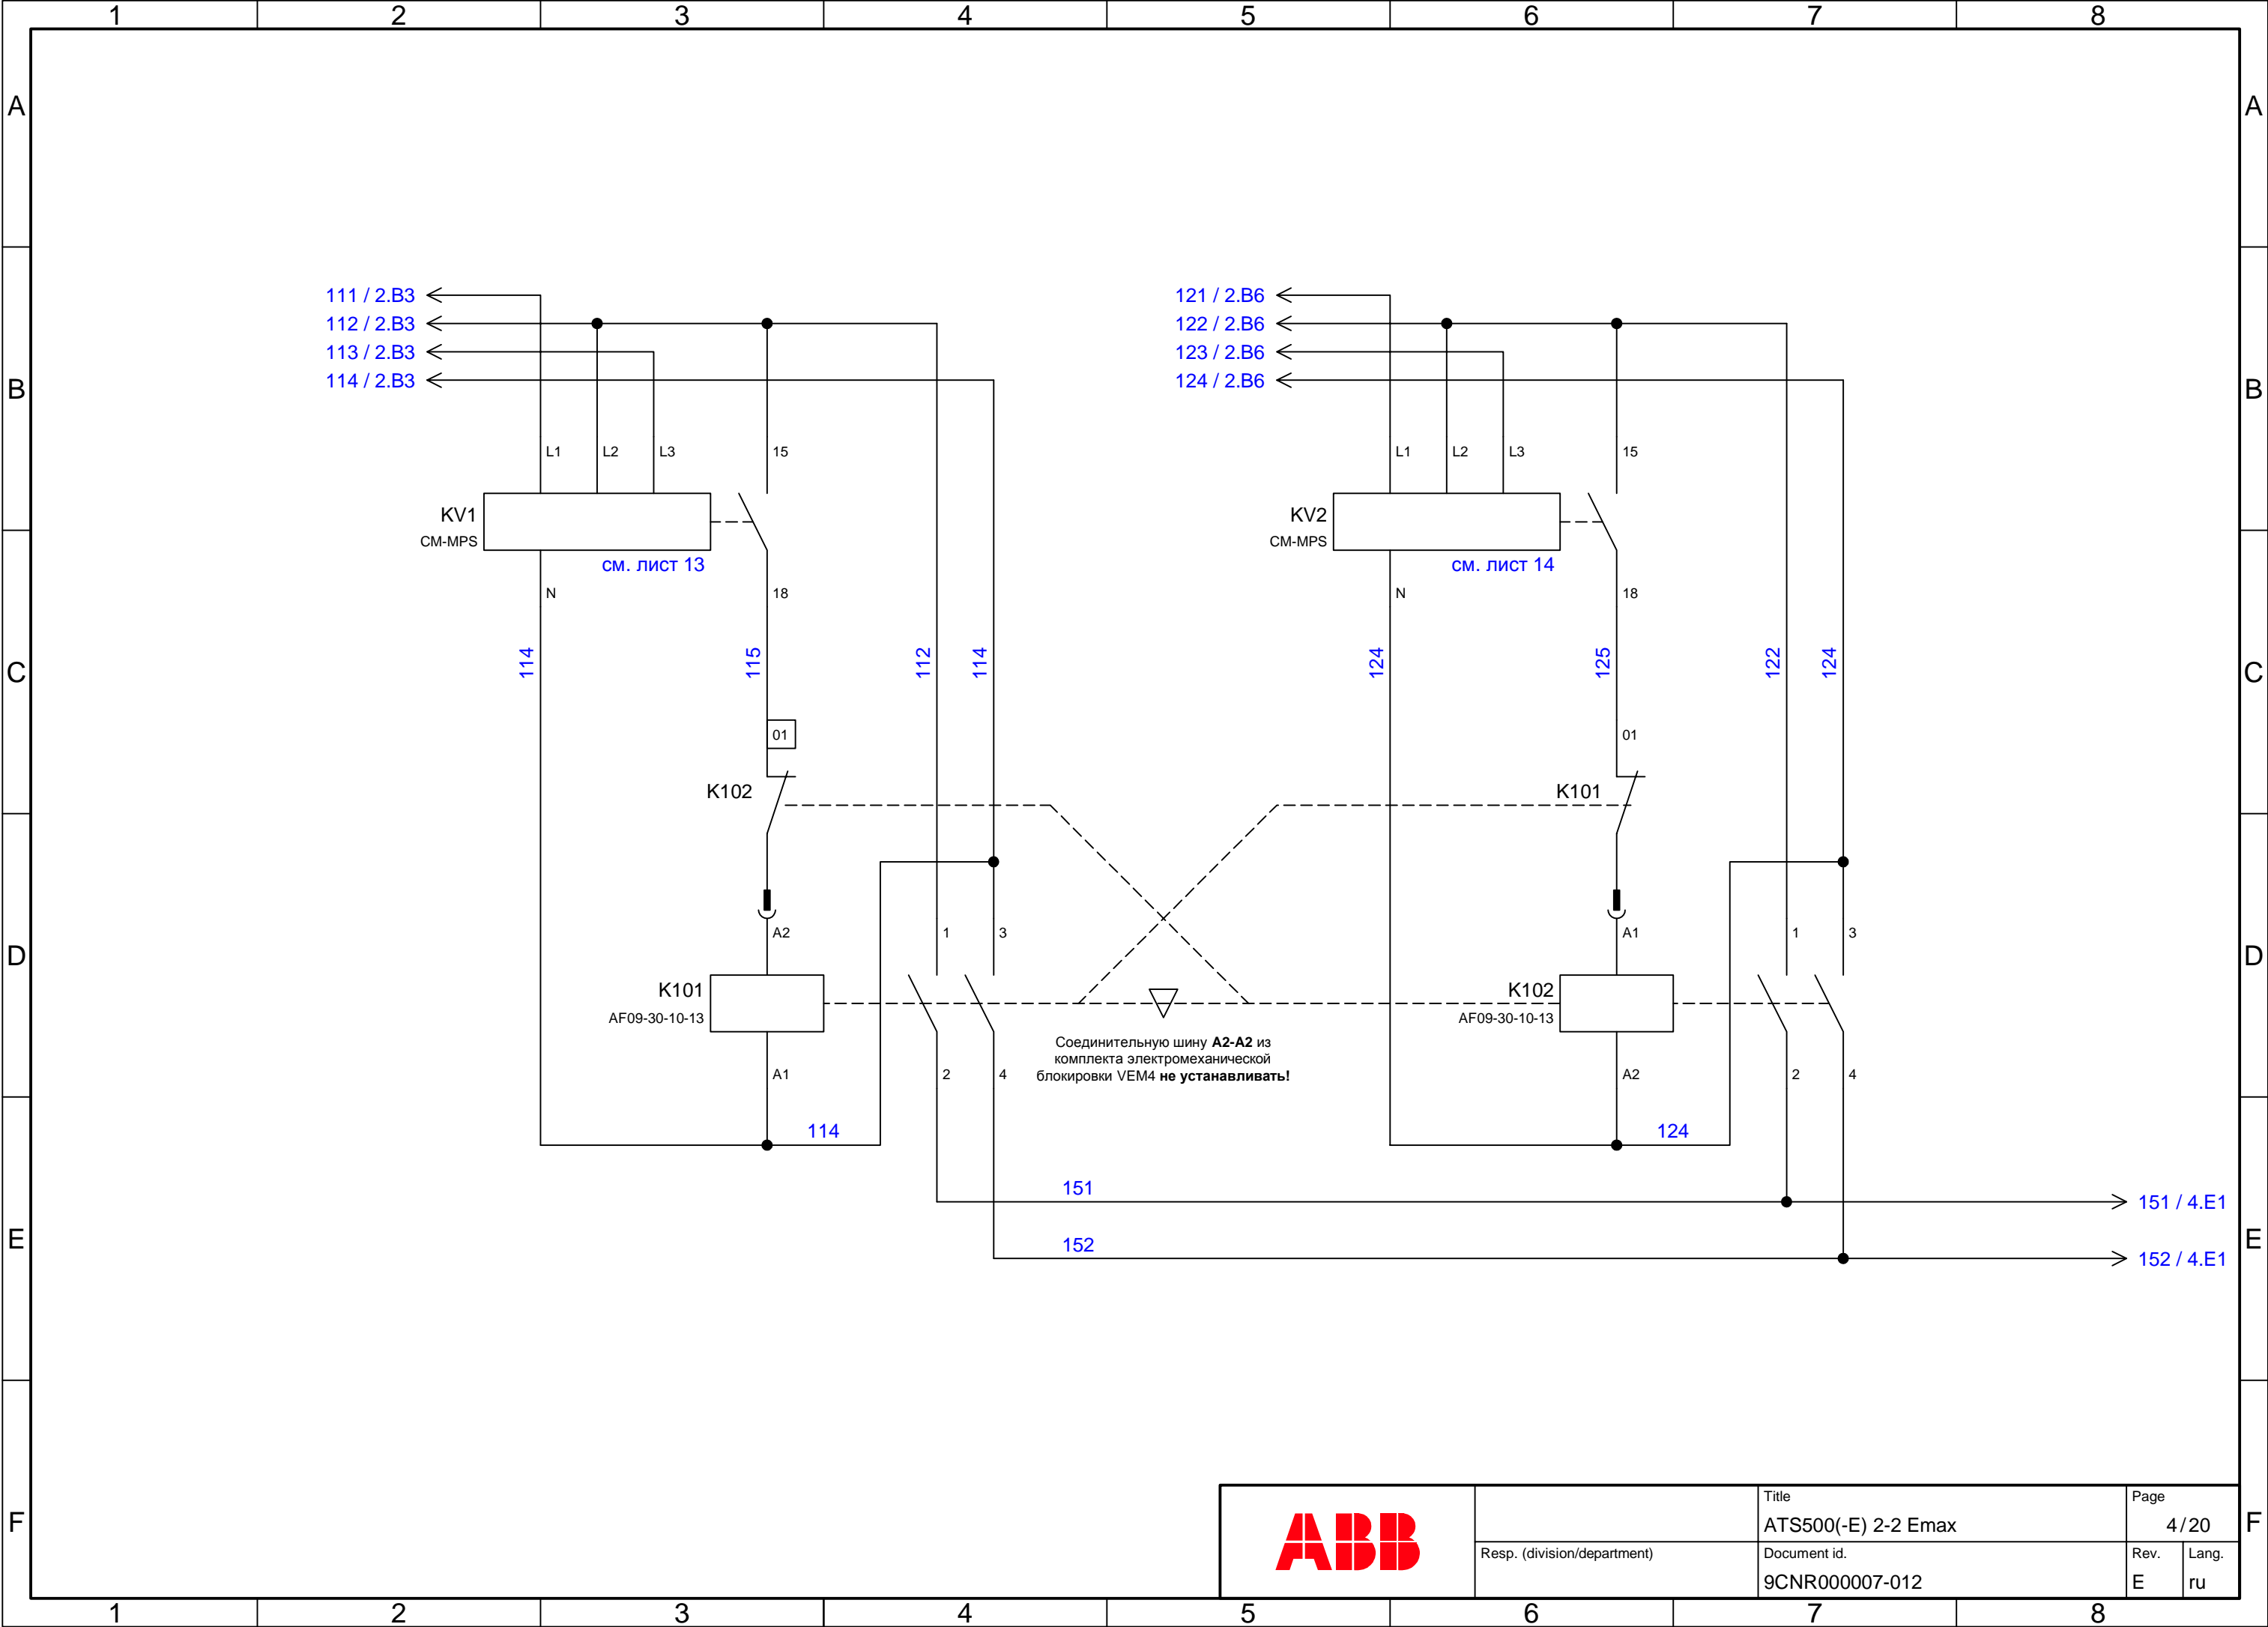 1 2 3 4 5 6 7 8
A A
111 / 2.B3 121 / 2.B6
112 / 2.B3 122 / 2.B6
113 / 2.B3 123 / 2.B6
114 / 2.B3 124 / 2.B6
B B
L1 L2 L3 15 L1 L2 L3 15
KV1 KV2
CM-MPS CM-MPS
см. лист 13 см. лист 14
N 18 N 18
114 115 112 114 124 125 122 124
C C
01 01
K102 K101
A2 1 3 A1 1 3
D D
K101 K102
AF09-30-10-13 AF09-30-10-13
Соединительную шину A2-A2 из
комплекта электромеханической
блокировки VEM4 не устанавливать!
A1 2 4 A2 2 4
114 124
151 151 / 4.E1
E E
152 152 / 4.E1
F F
ABB
Title Page
ATS500(-E) 2-2 Emax 4/20
Resp. (division/department) Document id. Rev. Lang.
9CNR000007-012 E ru
1 2 3 4 5 6 7 8